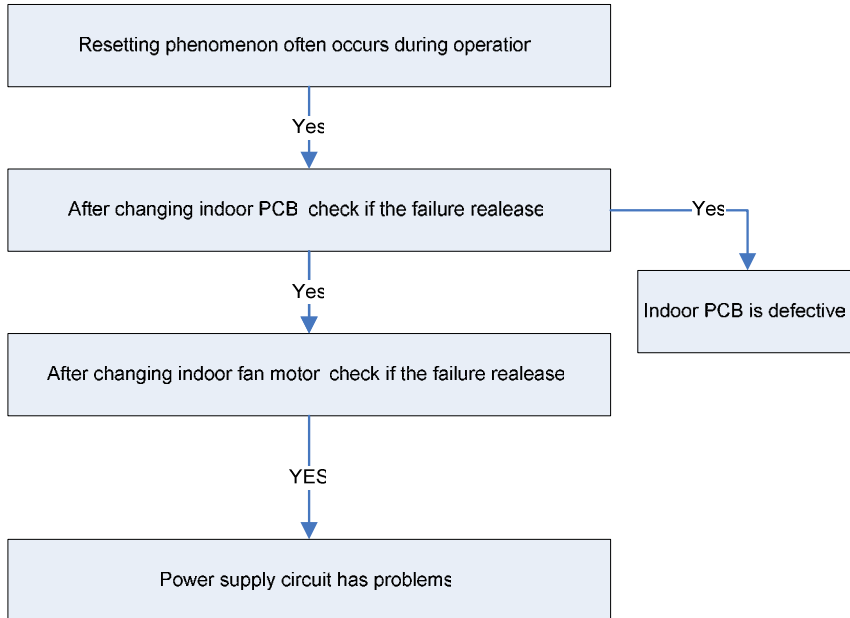 Resetting phenomenon often occurs during operatior
Yes
After changing indoor PCB check if the failure realease
Yes
Yes
Indoor PCB is defective
After changing indoor fan motor check if the failure realease
YES
Power supply circuit has problems